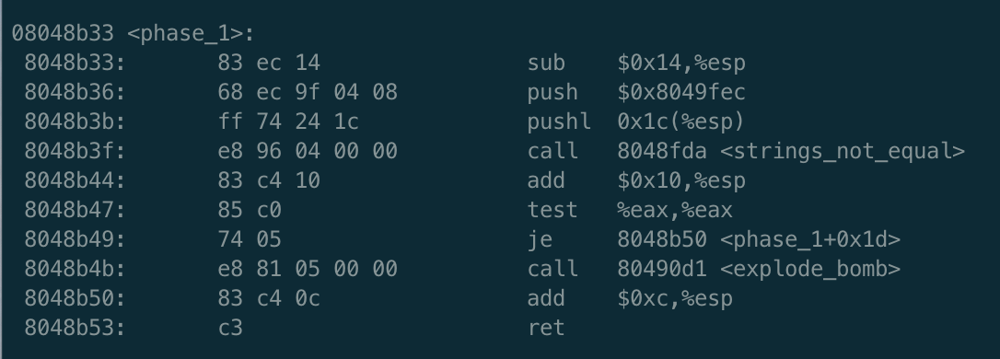 08048b33 <phase_1>:
8048b33: 83 ec 14 sub $0x14,%esp
8048b36: 68 ec 9f 04 08 push $0x8049fec
8048b3b: ff 74 24 1c pushl 0x1c(%esp)
8048b3f: e8 96 04 00 00 call 8048fda <strings_not_equal>
8048b44: 83 c4 10 add $0x10,%esp
8048b47: 85 c0 test %eax,%eax
8048b49: 74 05 je 8048b50 <phase_1+0x1d>
8048b4b: e8 81 05 00 00 call 80490d1 <explode_bomb>
8048b50: 83 c4 0c add $0xc,%esp
8048b53: c3 ret